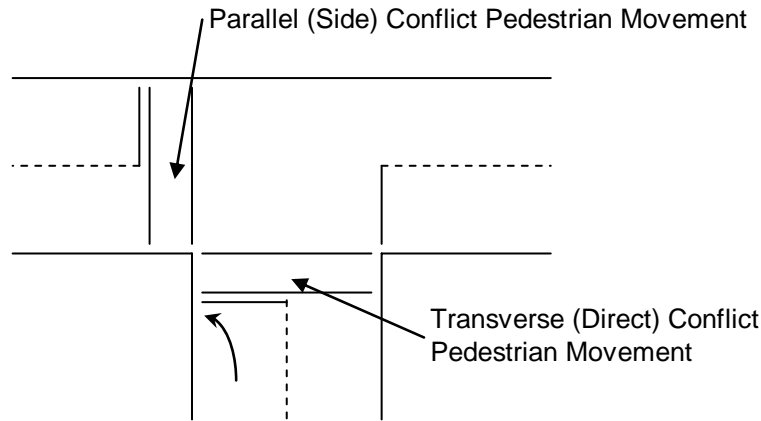 Parallel (Side) Conflict Pedestrian Movement
Transverse (Direct) Conflict
Pedestrian Movement